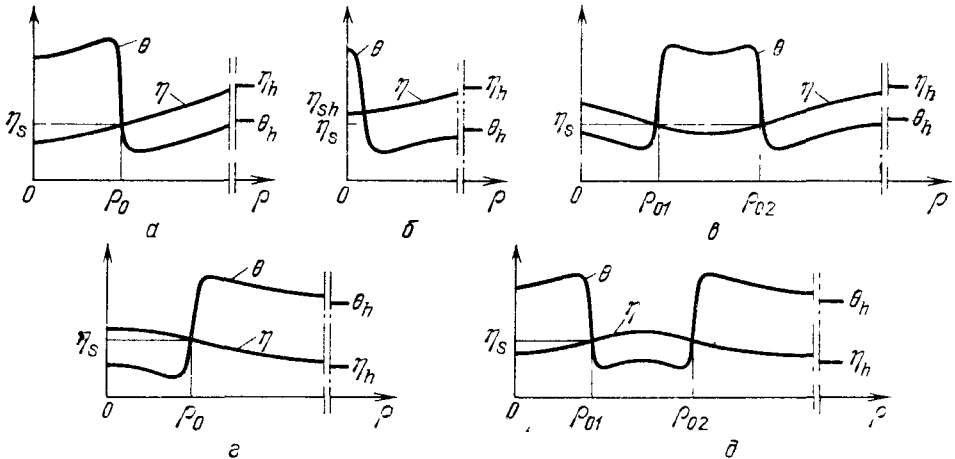 θ
η
η_s
η_h
θ_h
0
ρ_0
ρ
а
θ
η
η_sh
η_s
η_h
θ_h
0
ρ
б
θ
η
η_s
η_h
θ_h
0
ρ_01
ρ_02
ρ
в
θ
η
η_s
θ_h
η_h
0
ρ_0
ρ
г
θ
η
η_s
θ_h
η_h
0
ρ_01
ρ_02
ρ
д